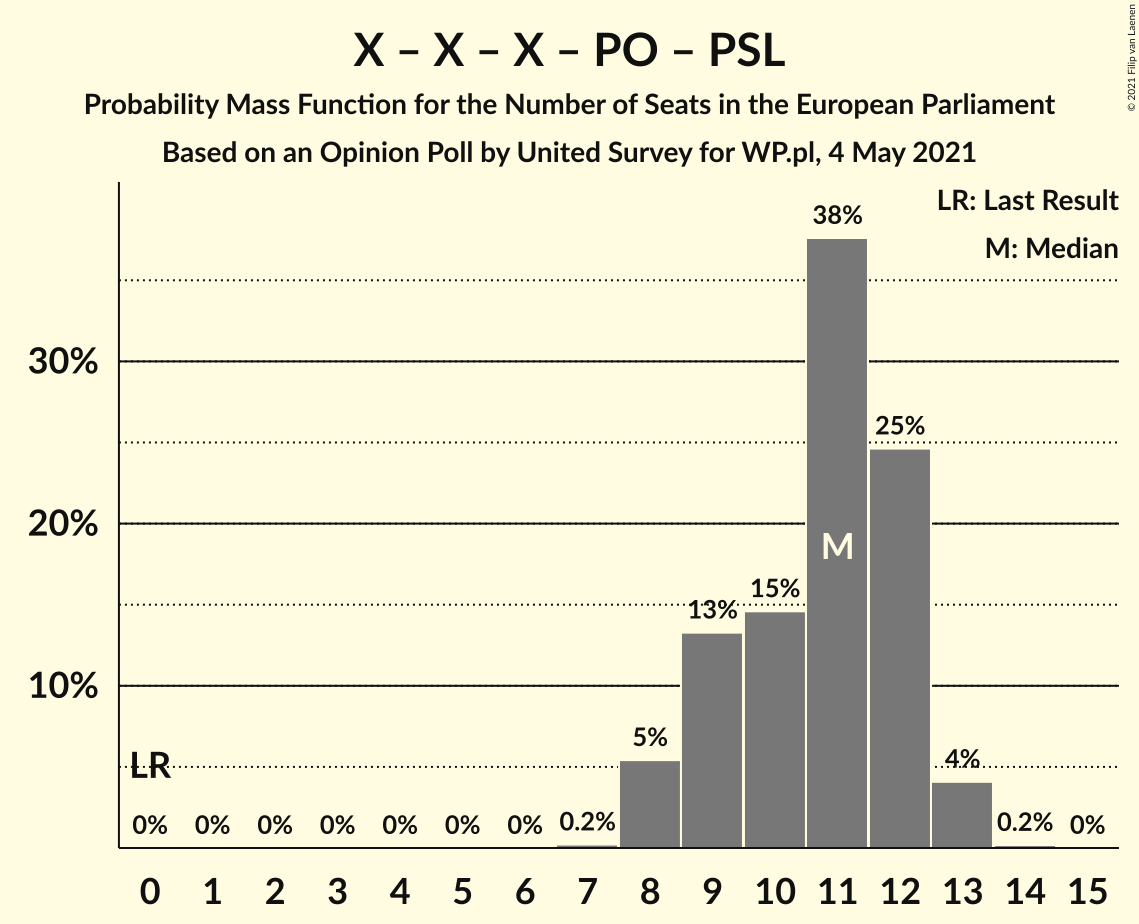 X – X – X – PO – PSL
Probability Mass Function for the Number of Seats in the European Parliament
Based on an Opinion Poll by United Survey for WP.pl, 4 May 2021
© 2021 Filip van Laenen
LR: Last Result
M: Median
38%
30%
25%
20%
M
15%
13%
10%
5%
4%
LR
0% 0% 0% 0% 0% 0% 0% 0.2% 0.2% 0%
0 1 2 3 4 5 6 7 8 9 10 11 12 13 14 15